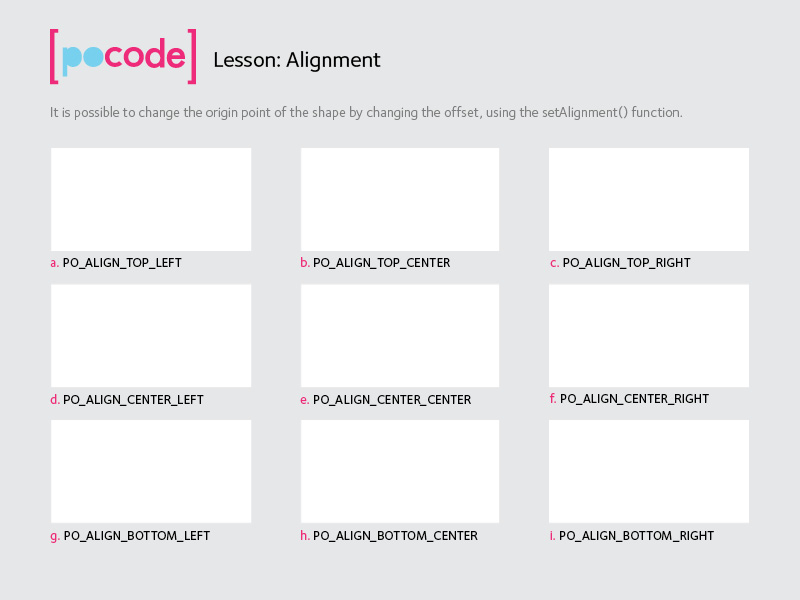 [pocode] Lesson: Alignment
It is possible to change the origin point of the shape by changing the offset, using the setAlignment() function.
a. PO_ALIGN_TOP_LEFT b. PO_ALIGN_TOP_CENTER c. PO_ALIGN_TOP_RIGHT
d. PO_ALIGN_CENTER_LEFT e. PO_ALIGN_CENTER_CENTER f. PO_ALIGN_CENTER_RIGHT
g. PO_ALIGN_BOTTOM_LEFT h. PO_ALIGN_BOTTOM_CENTER i. PO_ALIGN_BOTTOM_RIGHT